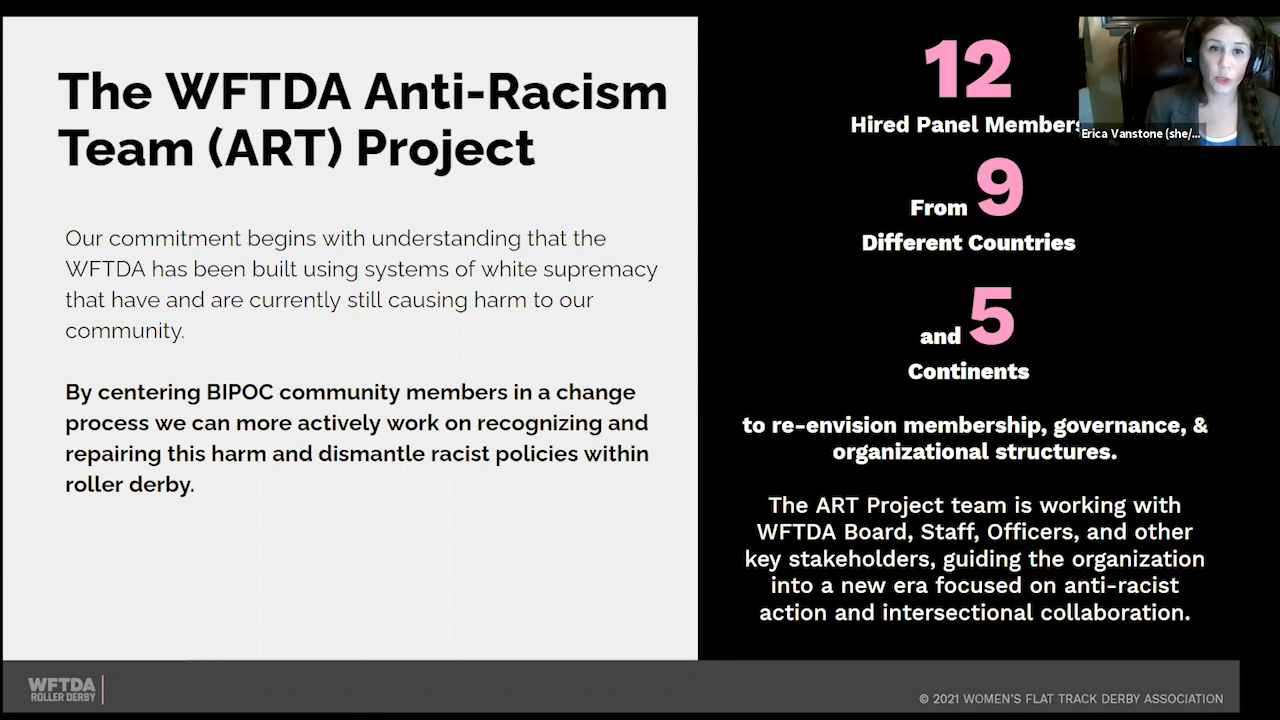 The WFTDA Anti-Racism
Team (ART) Project
Our commitment begins with understanding that the
WFTDA has been built using systems of white supremacy
that have and are currently still causing harm to our
community.
By centering BIPOC community members in a change
process we can more actively work on recognizing and
repairing this harm and dismantle racist policies within
roller derby.
12
Hired Panel Members
From 9
Different Countries
and 5
Continents
to re-envision membership, governance, &
organizational structures.
The ART Project team is working with
WFTDA Board, Staff, Officers, and other
key stakeholders, guiding the organization
into a new era focused on anti-racist
action and intersectional collaboration.
Erica Vanstone (she/...
WFTDA
ROLLER DERBY
© 2021 WOMEN'S FLAT TRACK DERBY ASSOCIATION